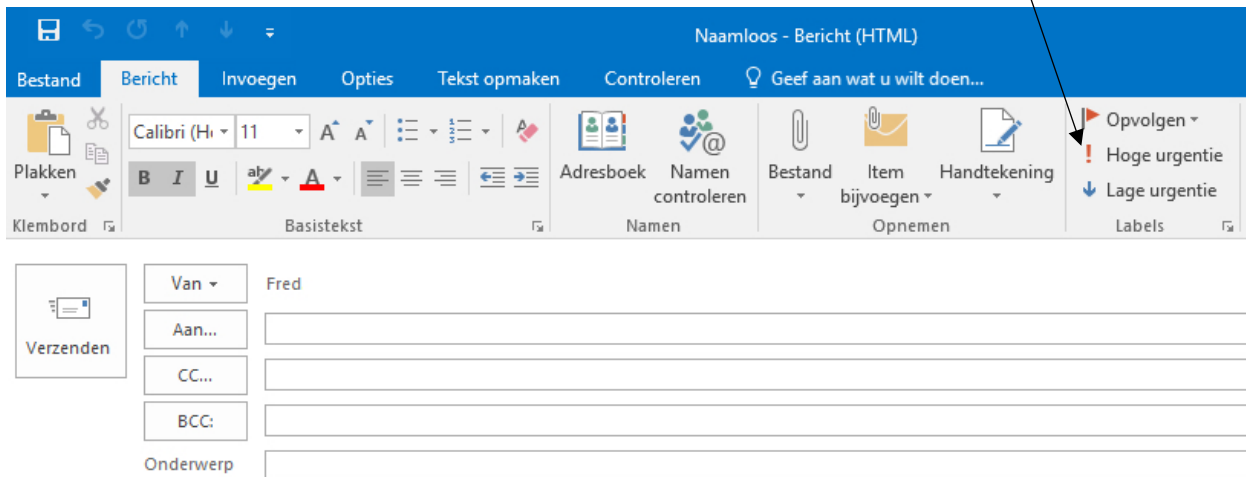 Naamloos - Bericht (HTML)
Bestand Bericht Invoegen Opties Tekst opmaken Controleren Geef aan wat u wilt doen...
Calibri (H 11 A A Opvolgen
Hoge urgentie
Plakken B I U aby A Adresboek Namen controleren Bestand Item bijvoegen Handtekening
Lage urgentie
Klembord Basistekst Namen Opnemen Labels
Van Fred
Aan...
Verzenden
CC...
BCC:
Onderwerp